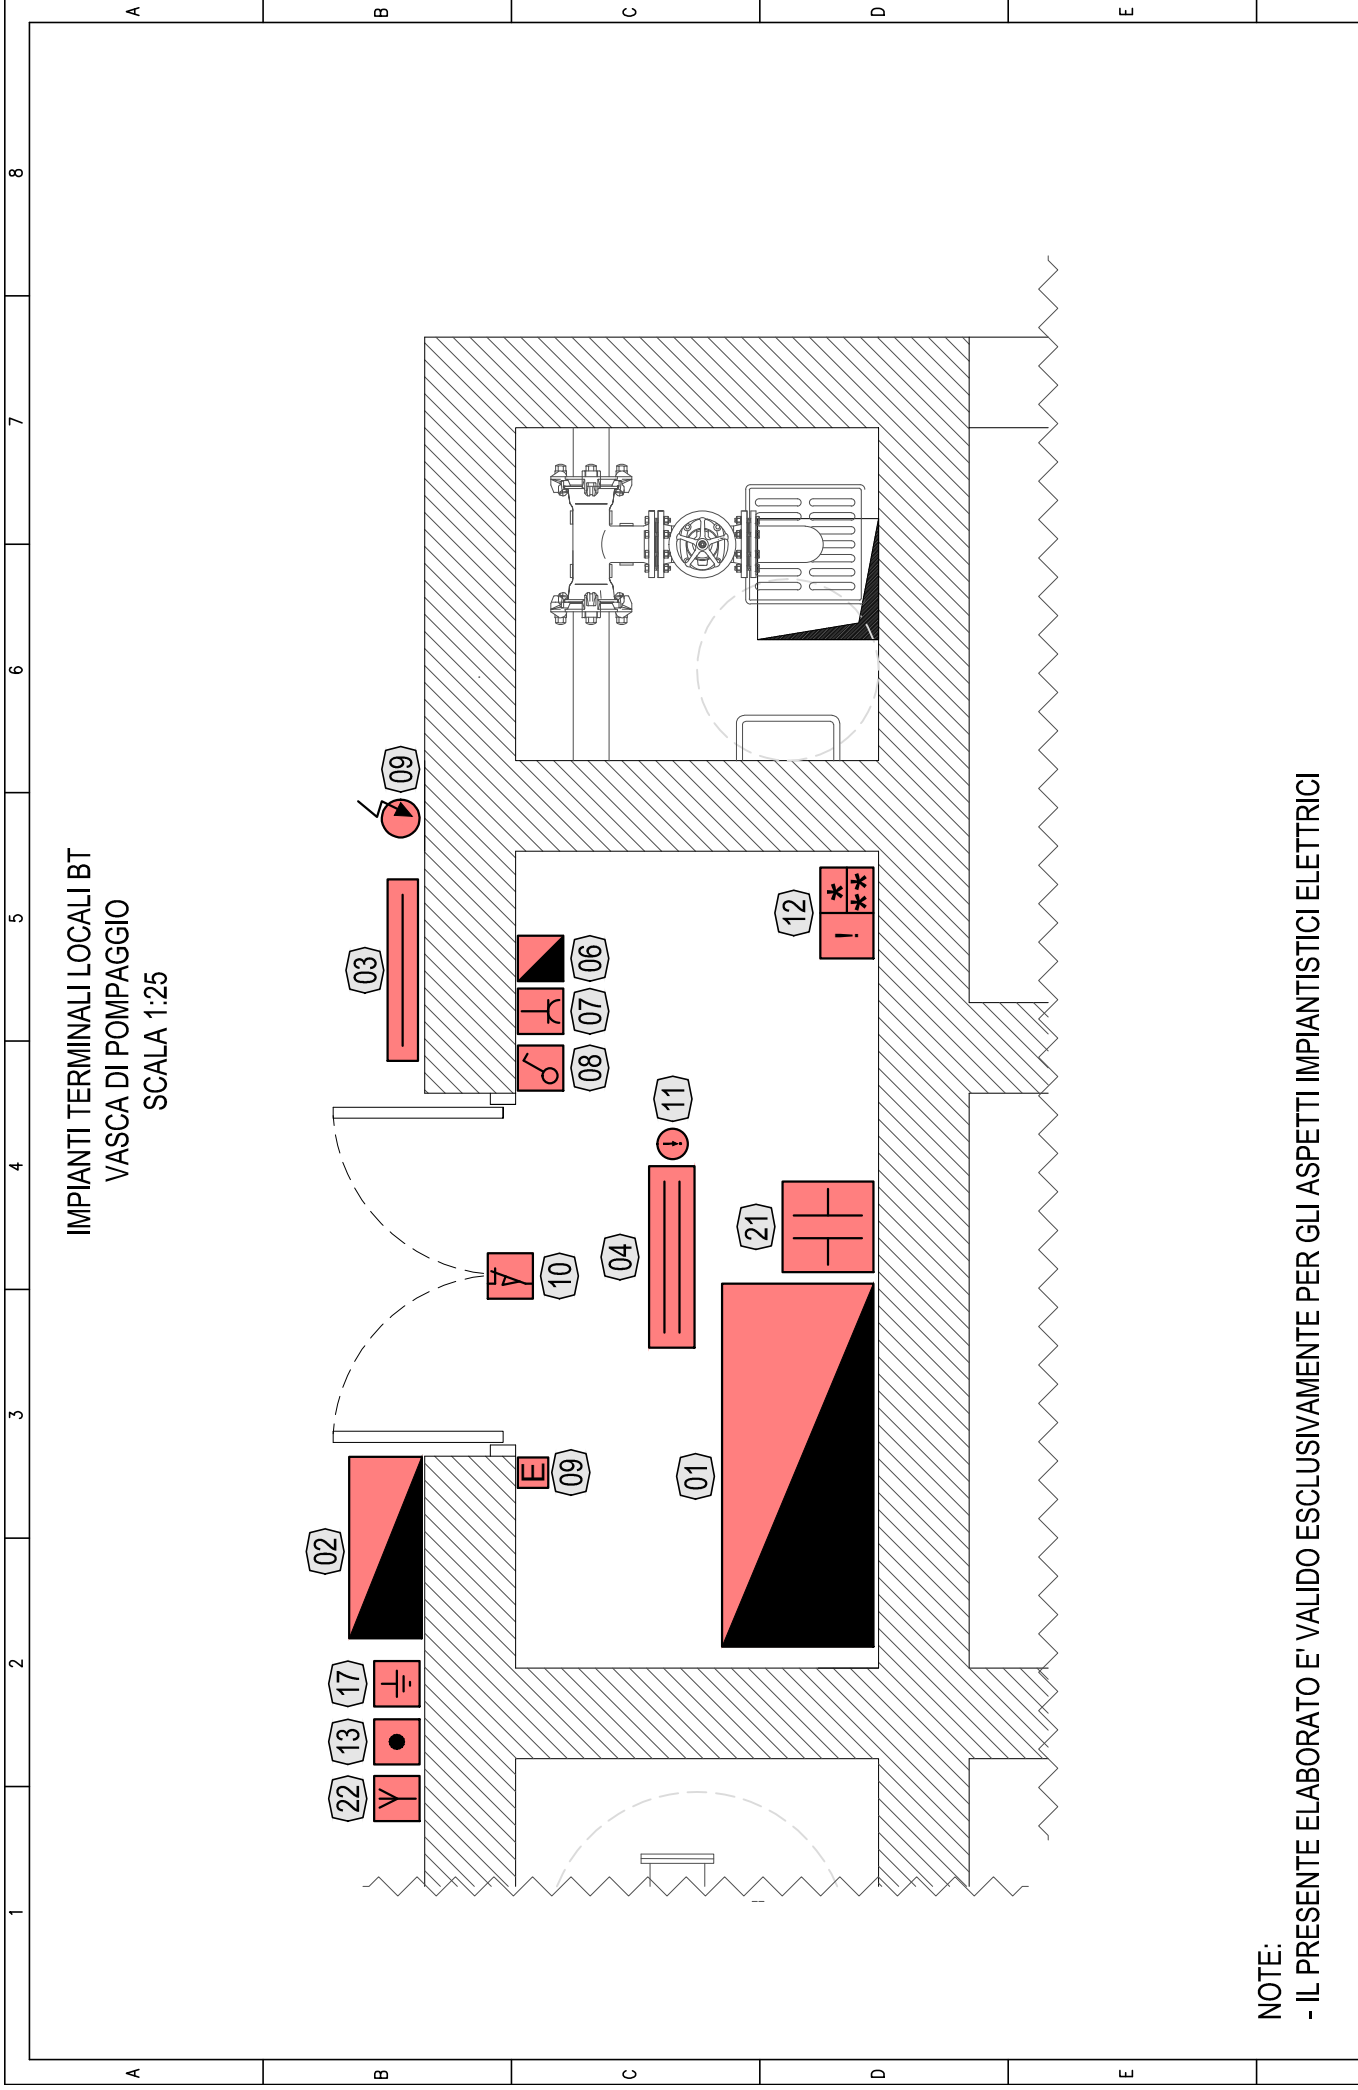 1 2 3 4 5 6 7 8
A A
B B
C C
D D
E E
IMPIANTI TERMINALI LOCALI BT
VASCA DI POMPAGGIO
SCALA 1:25
22
13
17
02
03
09
09
E
10
08
07
06
01
04
11
21
12
!
*
**
NOTE:
- IL PRESENTE ELABORATO E' VALIDO ESCLUSIVAMENTE PER GLI ASPETTI IMPIANTISTICI ELETTRICI